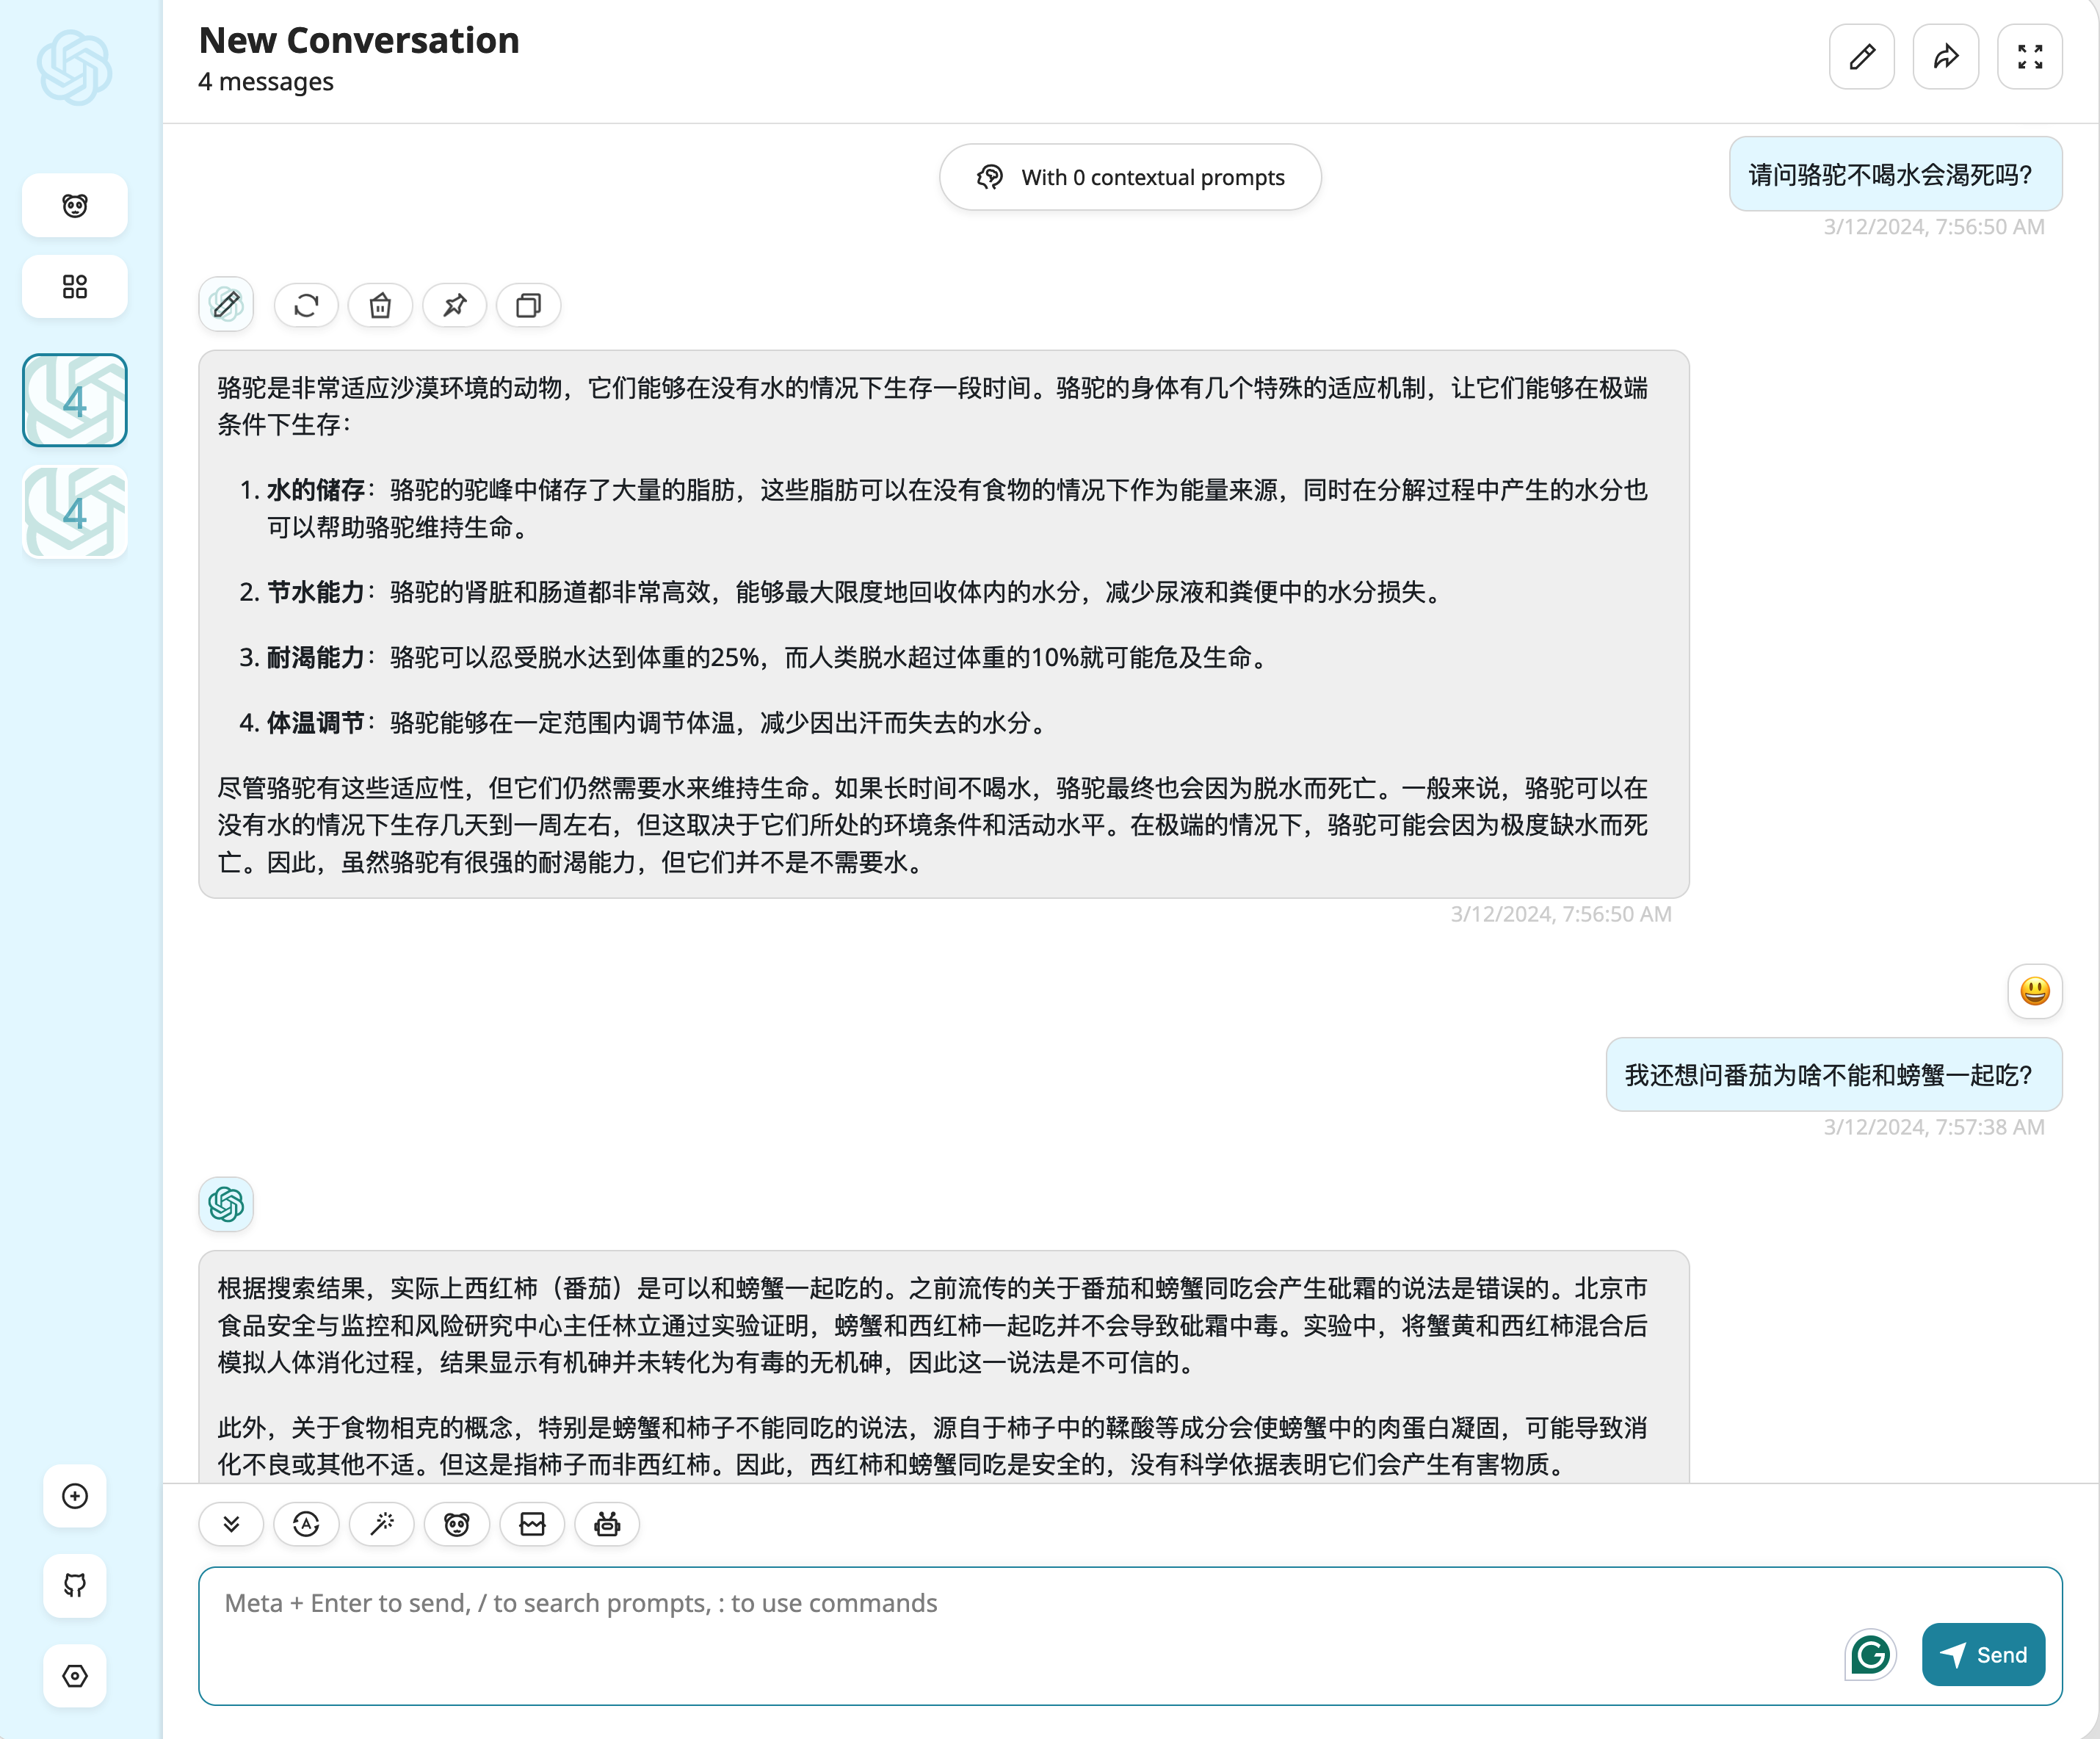 New Conversation
4 messages
With 0 contextual prompts
请问骆驼不喝水会渴死吗？
3/12/2024, 7:56:50 AM
4
4
骆驼是非常适应沙漠环境的动物，它们能够在没有水的情况下生存一段时间。骆驼的身体有几个特殊的适应机制，让它们能够在极端
条件下生存：
1. 水的储存：骆驼的驼峰中储存了大量的脂肪，这些脂肪可以在没有食物的情况下作为能量来源，同时在分解过程中产生的水分也
可以帮助骆驼维持生命。
2. 节水能力：骆驼的肾脏和肠道都非常高效，能够最大限度地回收体内的水分，减少尿液和粪便中的水分损失。
3. 耐渴能力：骆驼可以忍受脱水达到体重的25%，而人类脱水超过体重的10%就可能危及生命。
4. 体温调节：骆驼能够在一定范围内调节体温，减少因出汗而失去的水分。
尽管骆驼有这些适应性，但它们仍然需要水来维持生命。如果长时间不喝水，骆驼最终也会因为脱水而死亡。一般来说，骆驼可以在
没有水的情况下生存几天到一周左右，但这取决于它们所处的环境条件和活动水平。在极端的情况下，骆驼可能会因为极度缺水而死
亡。因此，虽然骆驼有很强的耐渴能力，但它们并不是不需要水。
3/12/2024, 7:56:50 AM
我还想问番茄为啥不能和螃蟹一起吃？
3/12/2024, 7:57:38 AM
根据搜索结果，实际上西红柿（番茄）是可以和螃蟹一起吃的。之前流传的关于番茄和螃蟹同吃会产生砒霜的说法是错误的。北京市
食品安全与监控和风险研究中心主任林立通过实验证明，螃蟹和西红柿一起吃并不会导致砒霜中毒。实验中，将蟹黄和西红柿混合后
模拟人体消化过程，结果显示有机砷并未转化为有毒的无机砷，因此这一说法是不可信的。
此外，关于食物相克的概念，特别是螃蟹和柿子不能同吃的说法，源自于柿子中的鞣酸等成分会使螃蟹中的肉蛋白凝固，可能导致消
化不良或其他不适。但这是指柿子而非西红柿。因此，西红柿和螃蟹同吃是安全的，没有科学依据表明它们会产生有害物质。
Meta + Enter to send, / to search prompts, : to use commands
Send